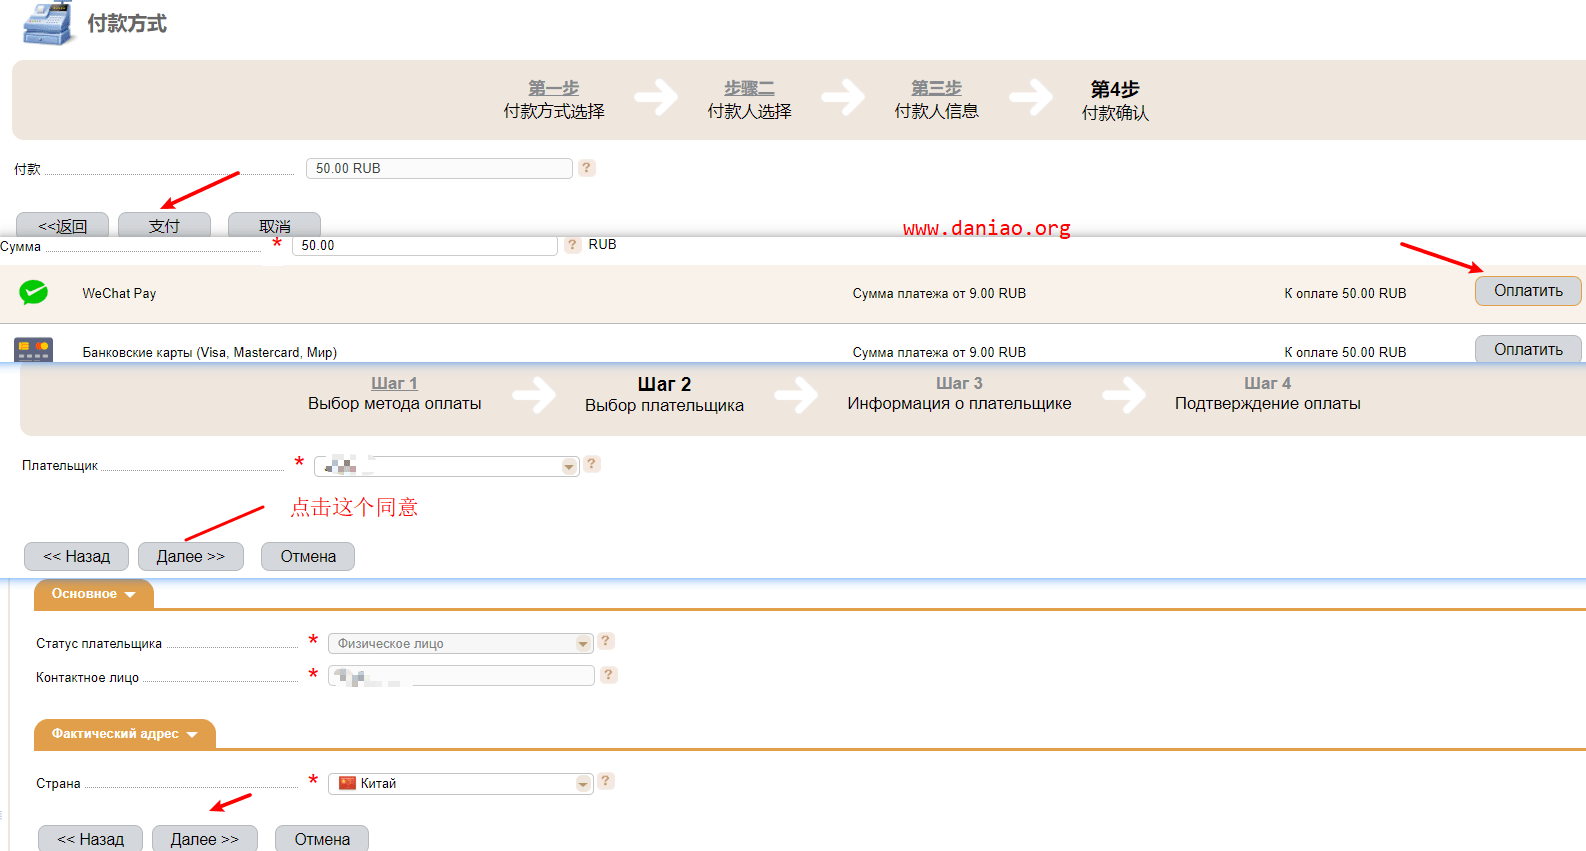 付款方式
第一步 步骤二 第三步 第4步
付款方式选择 付款人选择 付款人信息 付款确认
付款 50.00 RUB ?
<<返回 支付 取消
www.daniao.org
Сумма * 50.00 ? RUB
WeChat Pay Сумма платежа от 9.00 RUB К оплате 50.00 RUB Оплатить
Банковские карты (Visa, Mastercard, Мир) Сумма платежа от 9.00 RUB К оплате 50.00 RUB Оплатить
Шаг 1 Шаг 2 Шаг 3 Шаг 4
Выбор метода оплаты Выбор плательщика Информация о плательщике Подтверждение оплаты
Плательщик * ?
点击这个同意
<< Назад Далее >> Отмена
Основное
Статус плательщика * Физическое лицо ?
Контактное лицо * ?
Фактический адрес
Страна * Китай ?
<< Назад Далее >> Отмена